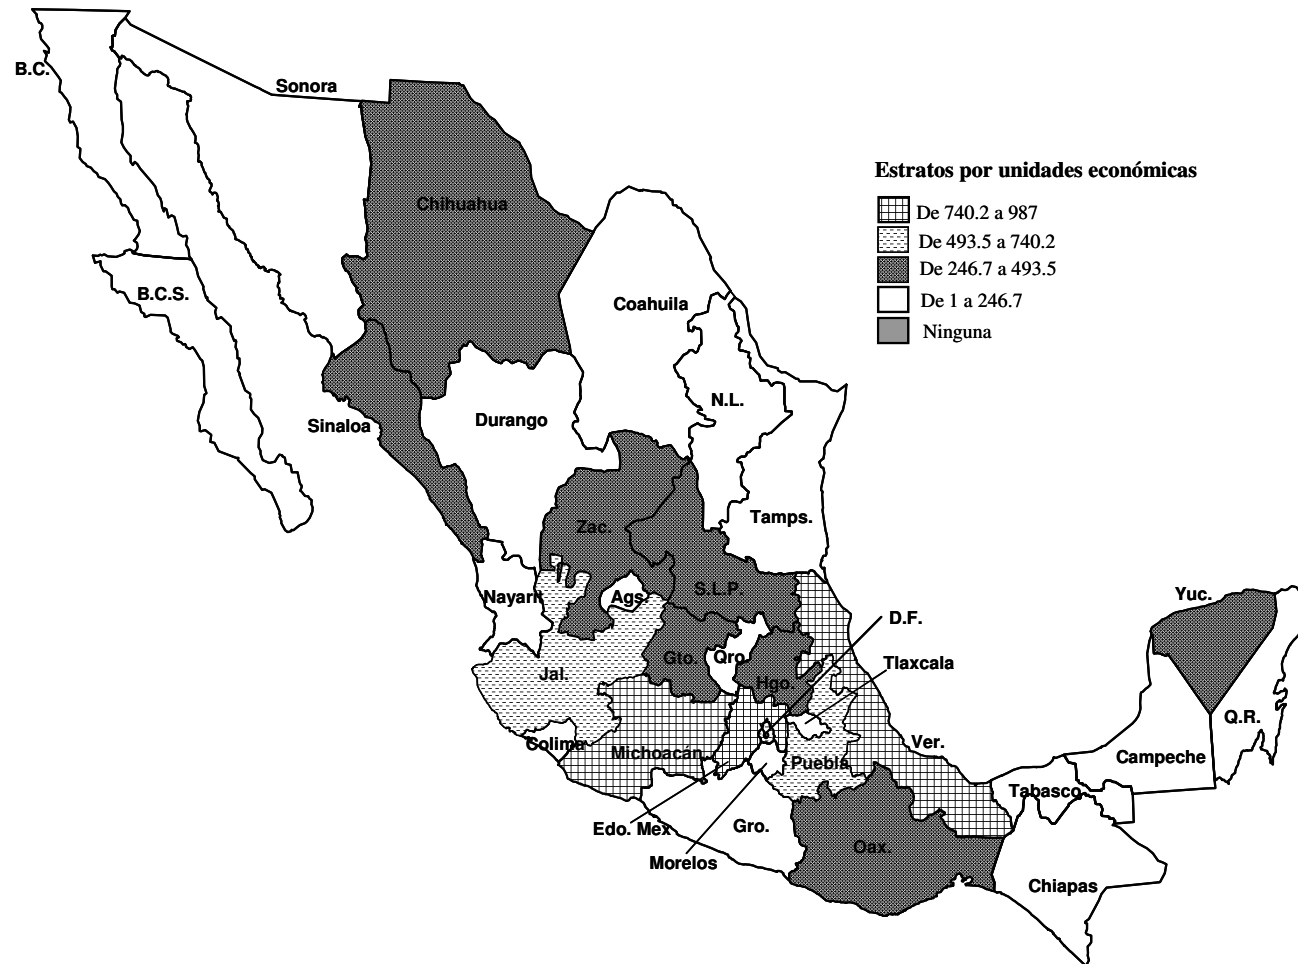 B.C.
Sonora
Estratos por unidades económicas
De 740.2 a 987
De 493.5 a 740.2
De 246.7 a 493.5
De 1 a 246.7
Ninguna
Chihuahua
B.C.S.
Coahuila
N.L.
Durango
Sinaloa
Tamps.
Zac.
S.L.P.
Nayarit
Ags.
Yuc.
D.F.
Gto.
Qro.
Tlaxcala
Jal.
Hgo.
Q.R.
Colima
Michoacán
Ver.
Puebla
Campeche
Tabasco
Edo. Mex
Gro.
Morelos
Oax.
Chiapas